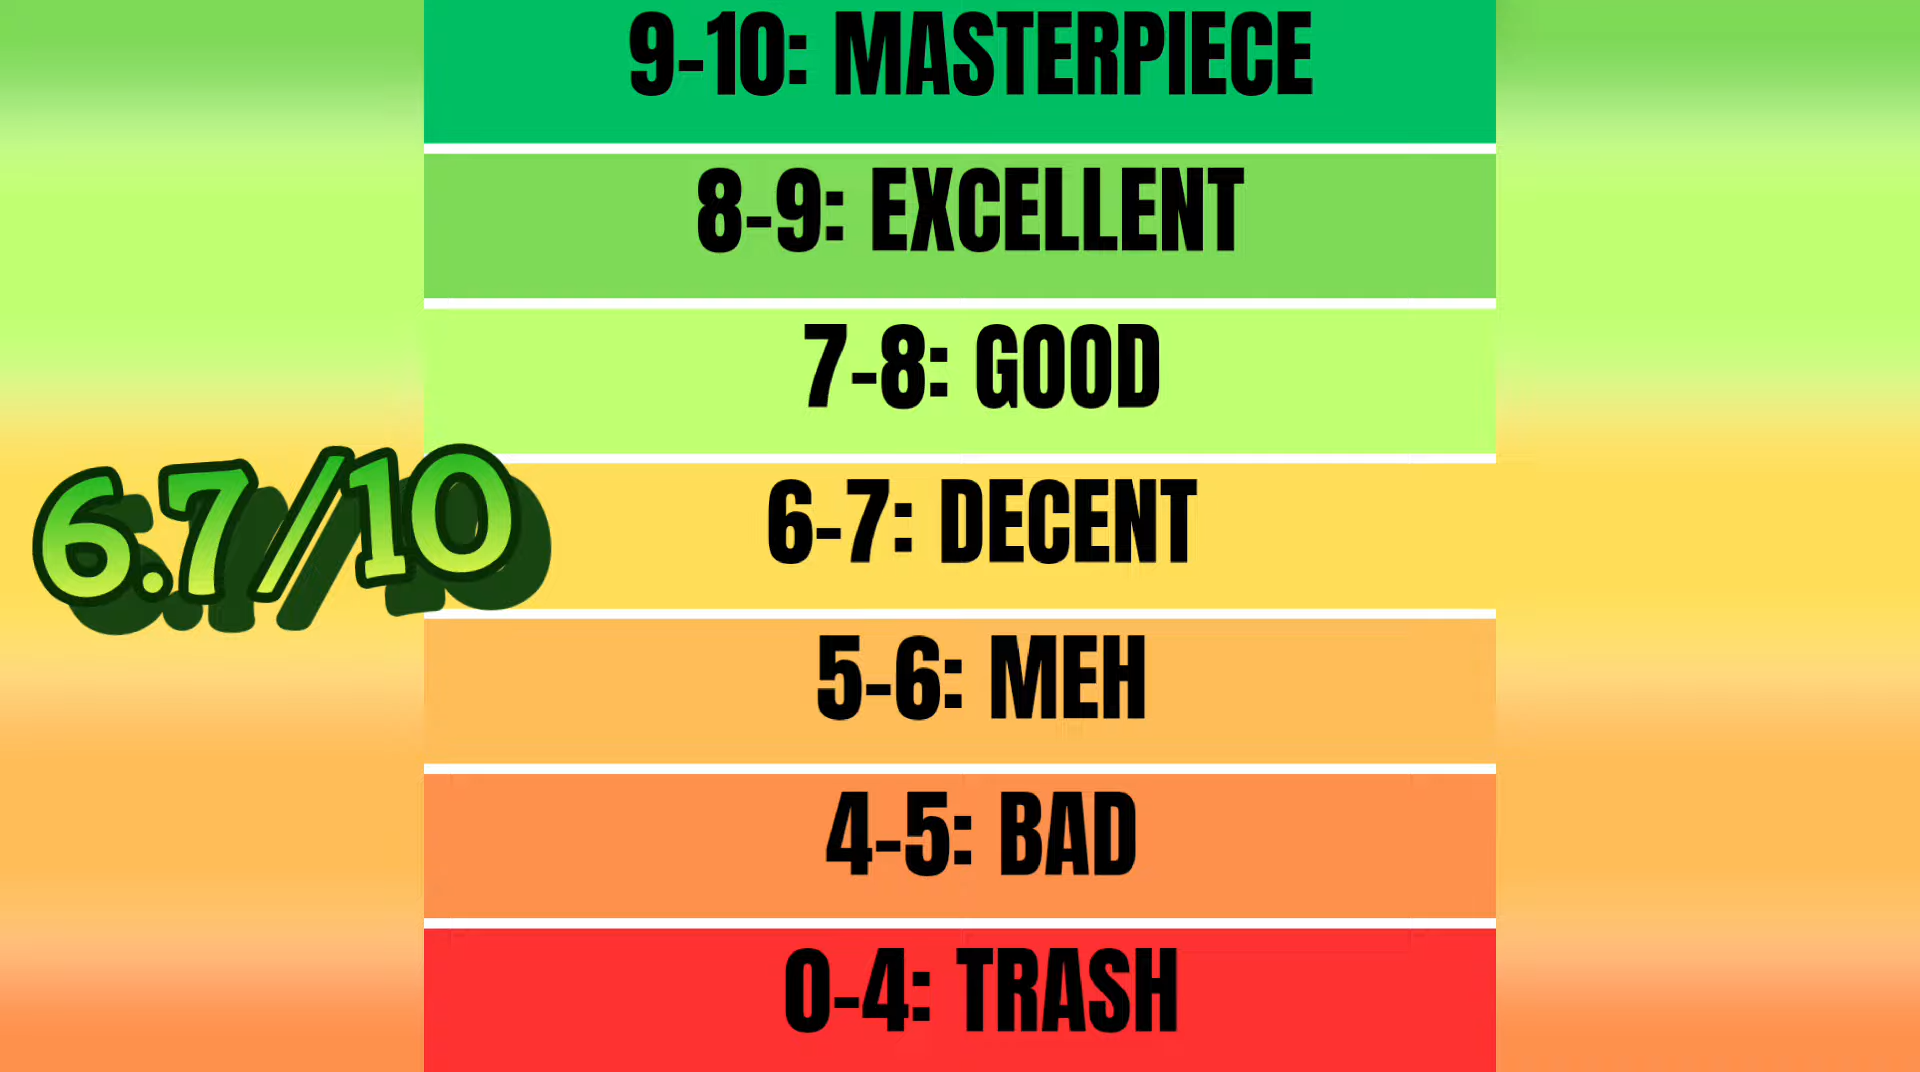 9-10: MASTERPIECE
8-9: EXCELLENT
7-8: GOOD
6.7/10
6-7: DECENT
5-6: MEH
4-5: BAD
0-4: TRASH